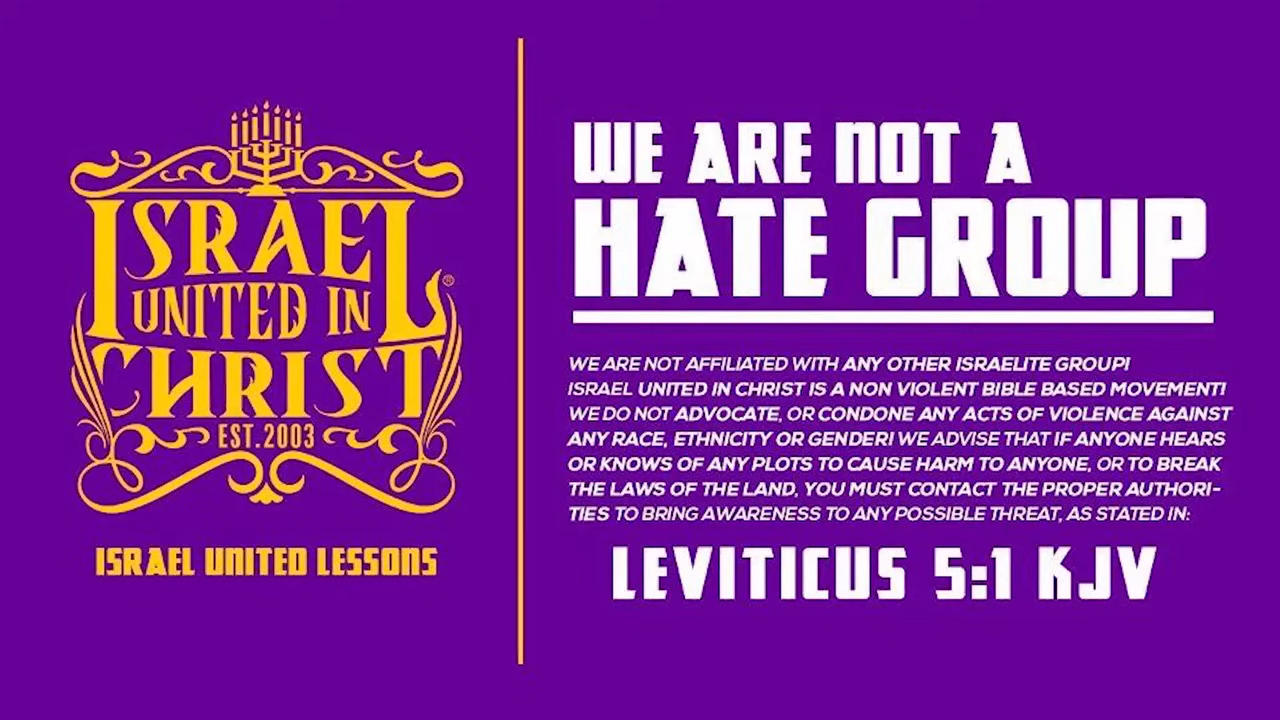 ISRAEL
UNITED IN
CHRIST
EST.2003
ISRAEL UNITED LESSONS
WE ARE NOT A
HATE GROUP
WE ARE NOT AFFILIATED WITH ANY OTHER ISRAELITE GROUP!
ISRAEL UNITED IN CHRIST IS A NON VIOLENT BIBLE BASED MOVEMENT!
WE DO NOT ADVOCATE, OR CONDONE ANY ACTS OF VIOLENCE AGAINST
ANY RACE, ETHNICITY OR GENDER! WE ADVISE THAT IF ANYONE HEARS
OR KNOWS OF ANY PLOTS TO CAUSE HARM TO ANYONE, OR TO BREAK
THE LAWS OF THE LAND, YOU MUST CONTACT THE PROPER AUTHORI-
TIES TO BRING AWARENESS TO ANY POSSIBLE THREAT, AS STATED IN:
LEVITICUS 5:1 KJV